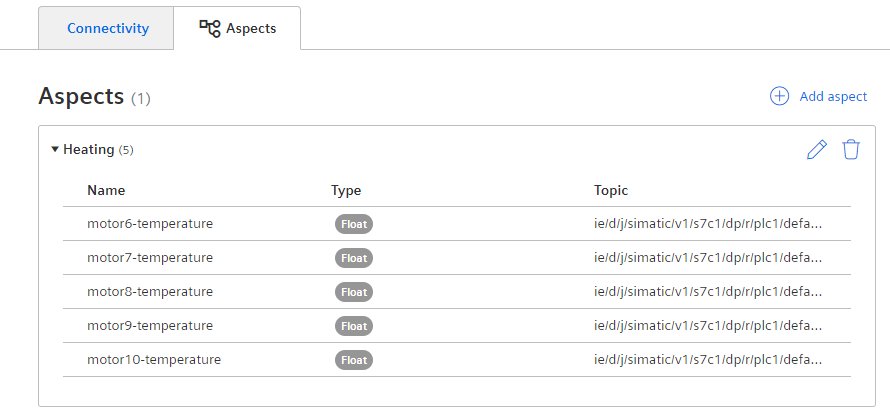 Connectivity Aspects
Aspects (1) Add aspect
Heating (5)
Name Type Topic
motor6-temperature Float ie/d/j/simatic/v1/s7c1/dp/r/plc1/defa...
motor7-temperature Float ie/d/j/simatic/v1/s7c1/dp/r/plc1/defa...
motor8-temperature Float ie/d/j/simatic/v1/s7c1/dp/r/plc1/defa...
motor9-temperature Float ie/d/j/simatic/v1/s7c1/dp/r/plc1/defa...
motor10-temperature Float ie/d/j/simatic/v1/s7c1/dp/r/plc1/defa...